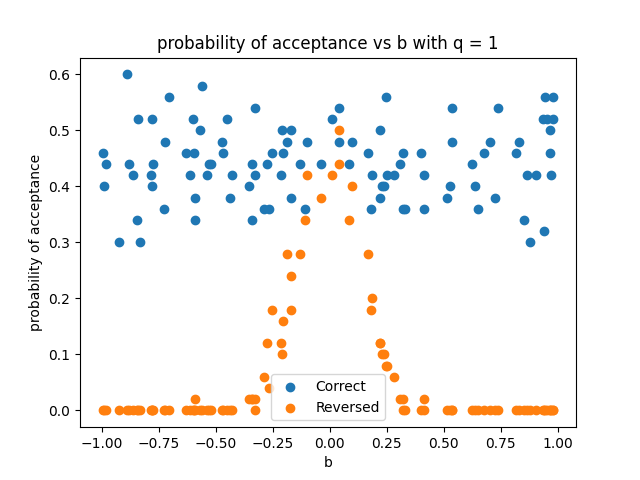 probability of acceptance vs b with q = 1
probability of acceptance
0.6
0.5
0.4
0.3
0.2
0.1
0.0
Correct
Reversed
−1.00 −0.75 −0.50 −0.25 0.00 0.25 0.50 0.75 1.00
b